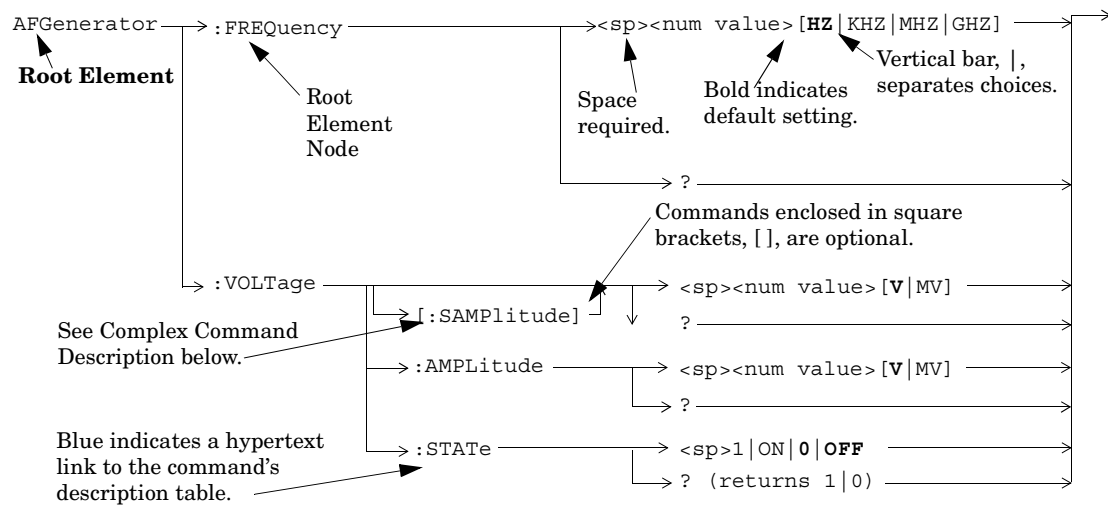 AFGenerator :FREQuency <sp><num value>[HZ|KHZ|MHZ|GHZ]
Root Element
Root
Element
Node
Space
required.
Bold indicates
default setting.
Vertical bar, |,
separates choices.
?
Commands enclosed in square
brackets, [ ], are optional.
:VOLTage <sp><num value>[V|MV]
[:SAMPlitude]
?
See Complex Command
Description below.
:AMPLitude <sp><num value>[V|MV]
?
Blue indicates a hypertext
link to the command's
description table.
:STATe <sp>1|ON|0|OFF
? (returns 1|0)